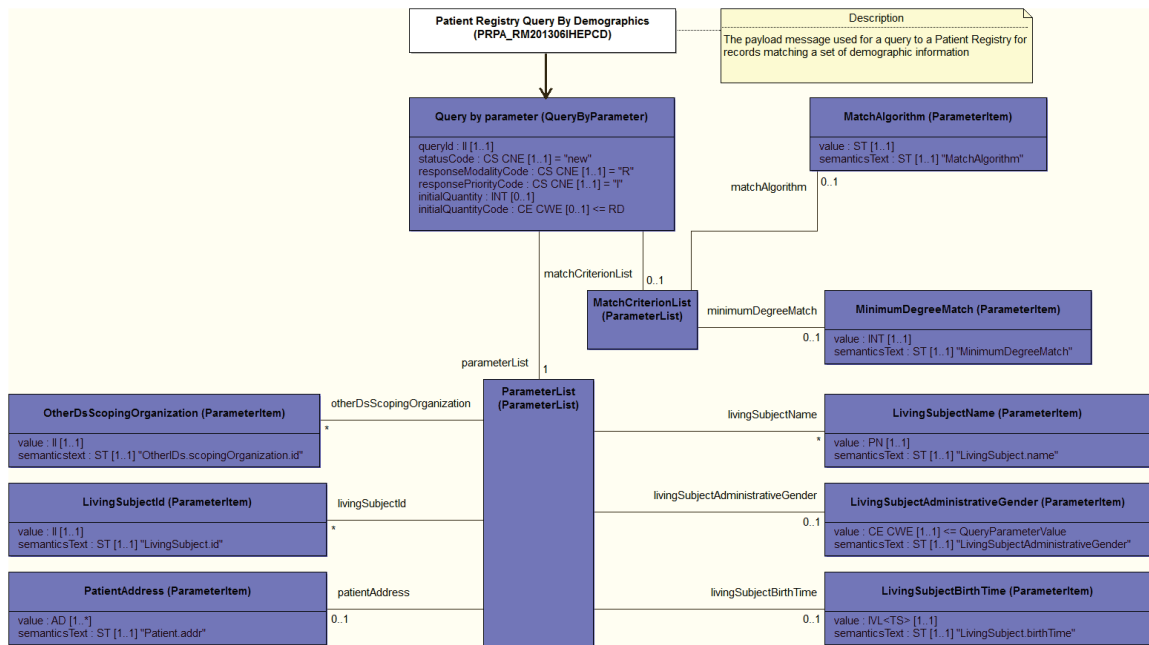 Patient Registry Query By Demographics
(PRPA_RM201306IHEPCD)
Description
The payload message used for a query to a Patient Registry for
records matching a set of demographic information
Query by parameter (QueryByParameter)
queryId : II [1..1]
statusCode : CS CNE [1..1] = "new"
responseModalityCode : CS CNE [1..1] = "R"
responsePriorityCode : CS CNE [1..1] = "I"
initialQuantity : INT [0..1]
initialQuantityCode : CE CWE [0..1] <= RD
MatchAlgorithm (ParameterItem)
value : ST [1..1]
semanticsText : ST [1..1] "MatchAlgorithm"
matchAlgorithm
0..1
matchCriterionList
0..1
MatchCriterionList
(ParameterList)
minimumDegreeMatch
0..1
MinimumDegreeMatch (ParameterItem)
value : INT [1..1]
semanticsText : ST [1..1] "MinimumDegreeMatch"
parameterList
1
ParameterList
(ParameterList)
OtherDsScopingOrganization (ParameterItem)
value : II [1..1]
semanticstext : ST [1..1] "OtherIDs.scopingOrganization.id"
otherDsScopingOrganization
*
livingSubjectName
*
LivingSubjectName (ParameterItem)
value : PN [1..1]
semanticsText : ST [1..1] "LivingSubject.name"
LivingSubjectId (ParameterItem)
value : II [1..1]
semanticsText : ST [1..1] "LivingSubject.id"
livingSubjectId
*
livingSubjectAdministrativeGender
0..1
LivingSubjectAdministrativeGender (ParameterItem)
value : CE CWE [1..1] <= QueryParameterValue
semanticsText : ST [1..1] "LivingSubjectAdministrativeGender"
PatientAddress (ParameterItem)
value : AD [1..*]
semanticsText : ST [1..1] "Patient.addr"
patientAddress
0..1
livingSubjectBirthTime
0..1
LivingSubjectBirthTime (ParameterItem)
value : IVL<TS> [1..1]
semanticsText : ST [1..1] "LivingSubject.birthTime"